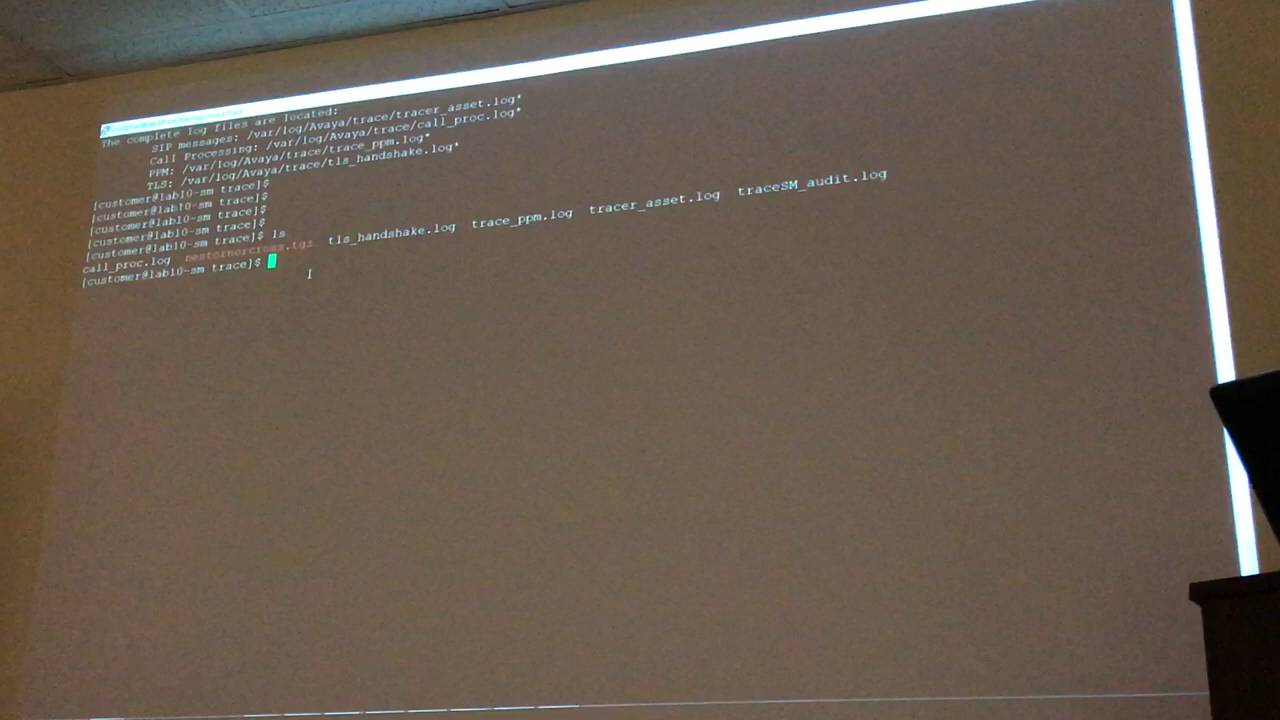 The complete log files are located:
SIP messages: /var/log/Avaya/trace/tracer_asset.log*
Call Processing: /var/log/Avaya/trace/call_proc.log*
PPM: /var/log/Avaya/trace/trace_ppm.log*
TLS: /var/log/Avaya/trace/tls_handshake.log*
[customer@lab10-sm trace]$
[customer@lab10-sm trace]$
[customer@lab10-sm trace]$
[customer@lab10-sm trace]$ ls
call_proc.log nestornorcross.tgz tls_handshake.log trace_ppm.log tracer_asset.log traceSM_audit.log
[customer@lab10-sm trace]$